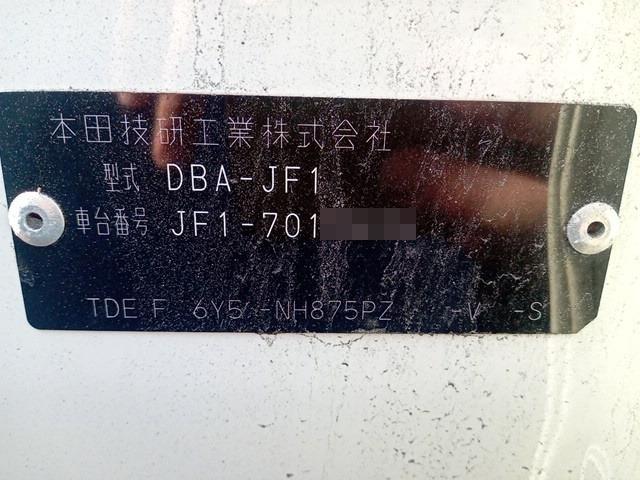 本田技研工業株式会社
型式 DBA-JF1
車台番号 JF1-701
TDE F 6Y5 -NH875PZ -V -S